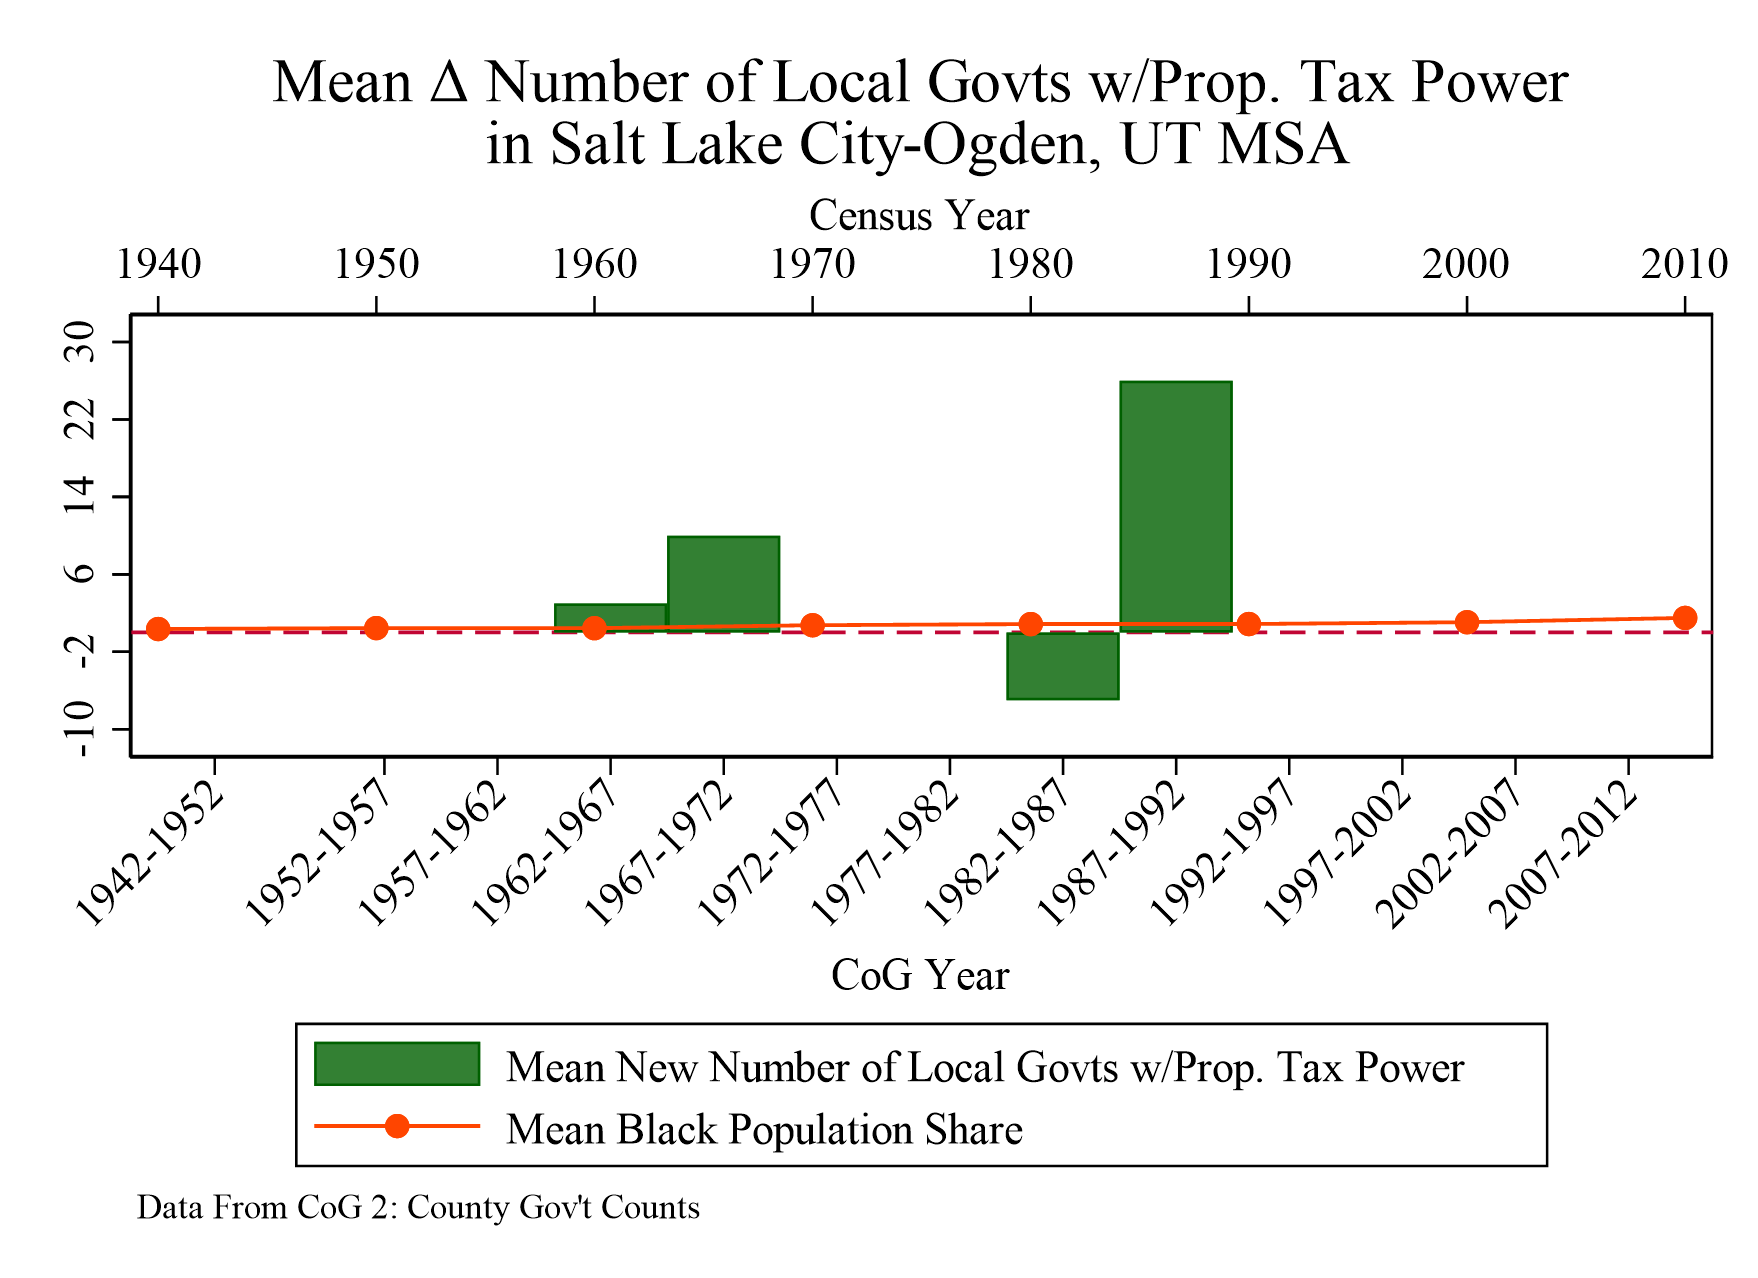 Mean Δ Number of Local Govts w/Prop. Tax Power
in Salt Lake City-Ogden, UT MSA
Census Year
1940 1950 1960 1970 1980 1990 2000 2010
30
22
14
6
-2
-10
1942-1952 1952-1957 1957-1962 1962-1967 1967-1972 1972-1977 1977-1982 1982-1987 1987-1992 1992-1997 1997-2002 2002-2007 2007-2012
CoG Year
Mean New Number of Local Govts w/Prop. Tax Power
Mean Black Population Share
Data From CoG 2: County Gov't Counts